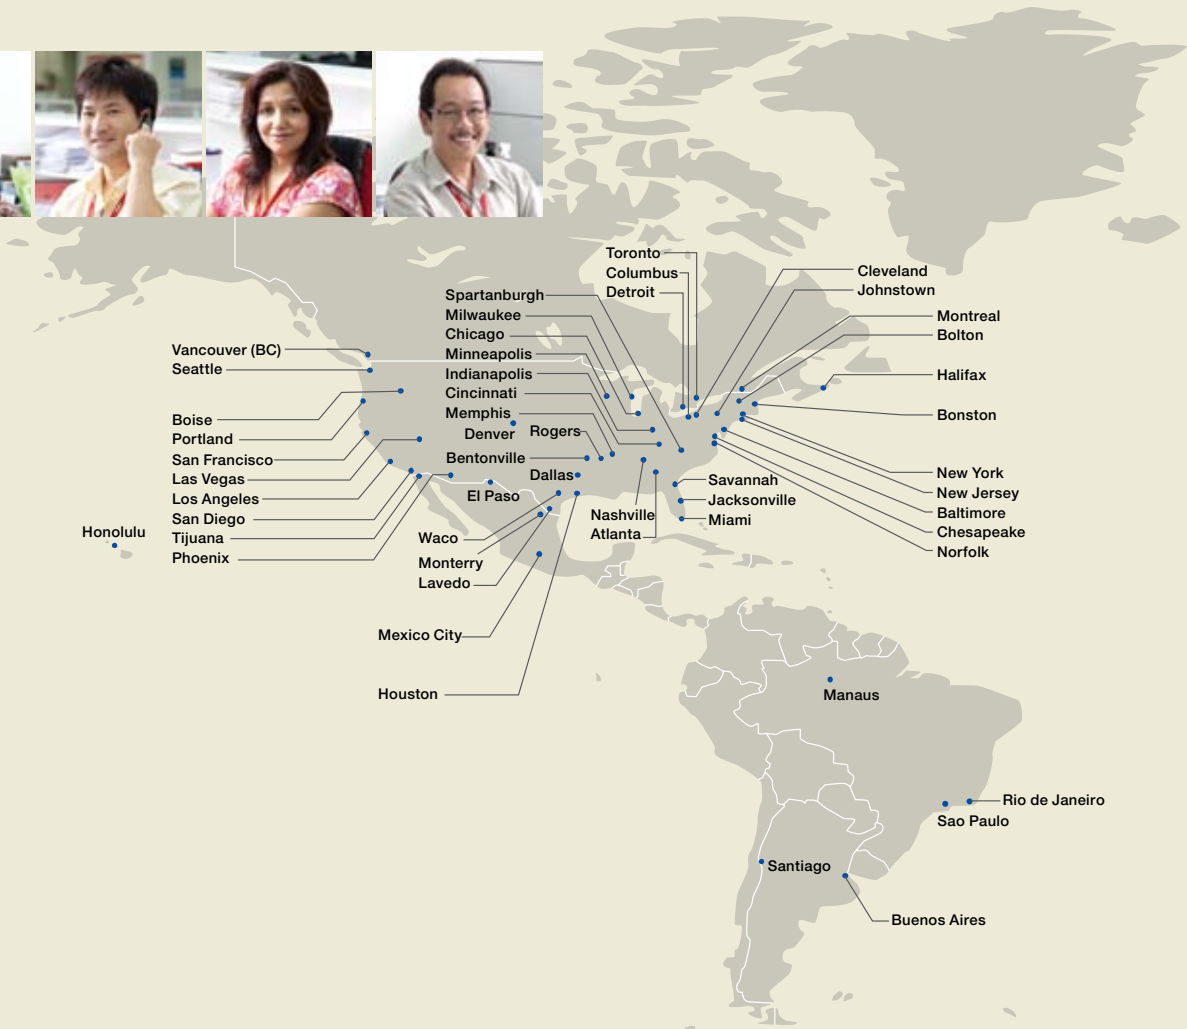 Toronto
Columbus
Detroit
Cleveland
Johnstown
Spartanburgh
Milwaukee
Chicago
Minneapolis
Indianapolis
Cincinnati
Memphis
Denver
Rogers
Bentonville
Dallas
El Paso
Montreal
Bolton
Halifax
Bonston
New York
New Jersey
Baltimore
Chesapeake
Norfolk
Vancouver (BC)
Seattle
Boise
Portland
San Francisco
Las Vegas
Los Angeles
San Diego
Tijuana
Phoenix
Honolulu
Savannah
Jacksonville
Miami
Nashville
Atlanta
Waco
Monterry
Lavedo
Mexico City
Houston
Manaus
Rio de Janeiro
Sao Paulo
Santiago
Buenos Aires